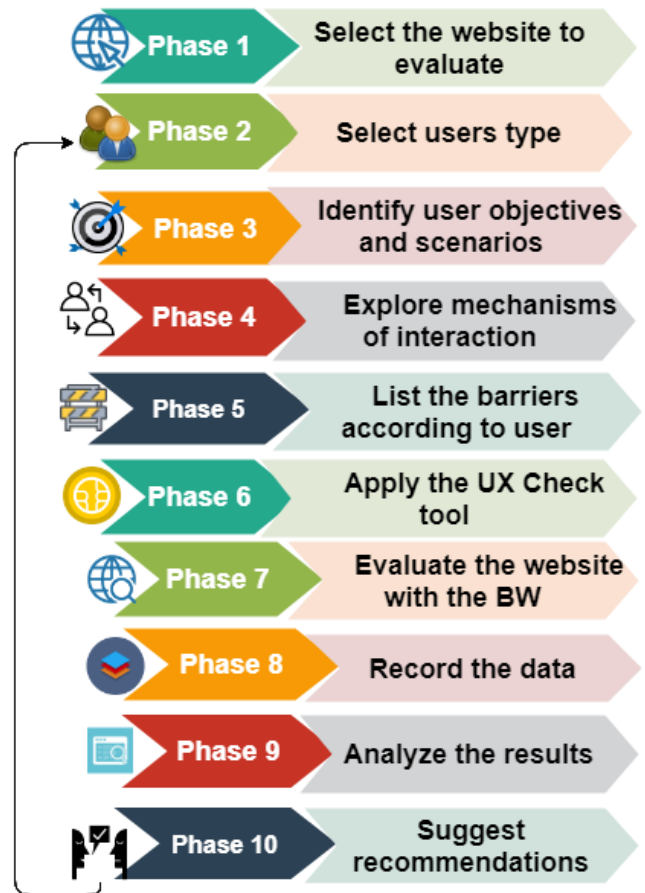 Phase 1
Select the website to
evaluate
Phase 2
Select users type
Phase 3
Identify user objectives
and scenarios
Phase 4
Explore mechanisms
of interaction
Phase 5
List the barriers
according to user
Phase 6
Apply the UX Check
tool
Phase 7
Evaluate the website
with the BW
Phase 8
Record the data
Phase 9
Analyze the results
Phase 10
Suggest
recommendations